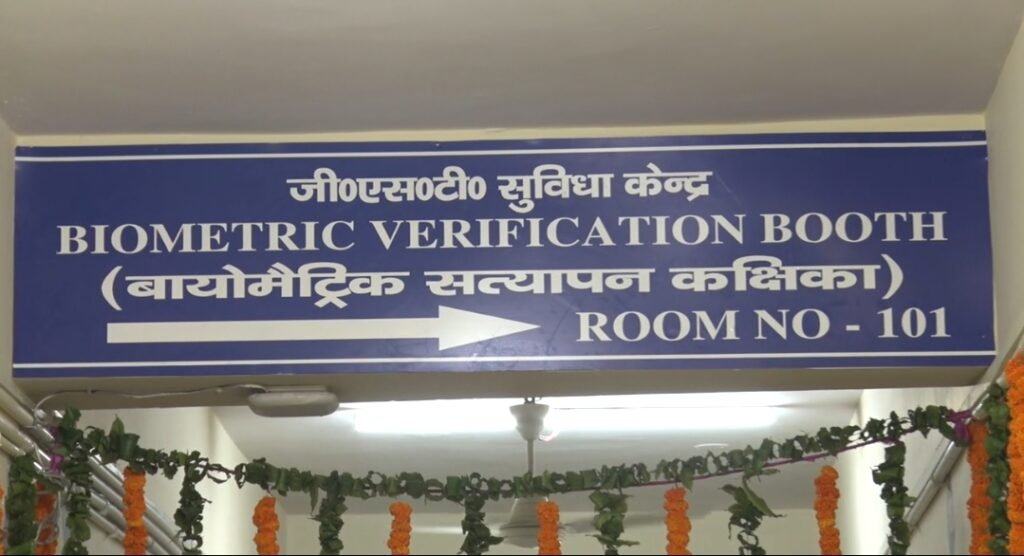 जी०एस०टी० सुविधा केन्द्र
BIOMETRIC VERIFICATION BOOTH
(बायोमैट्रिक सत्यापन कक्षिका)
ROOM NO - 101